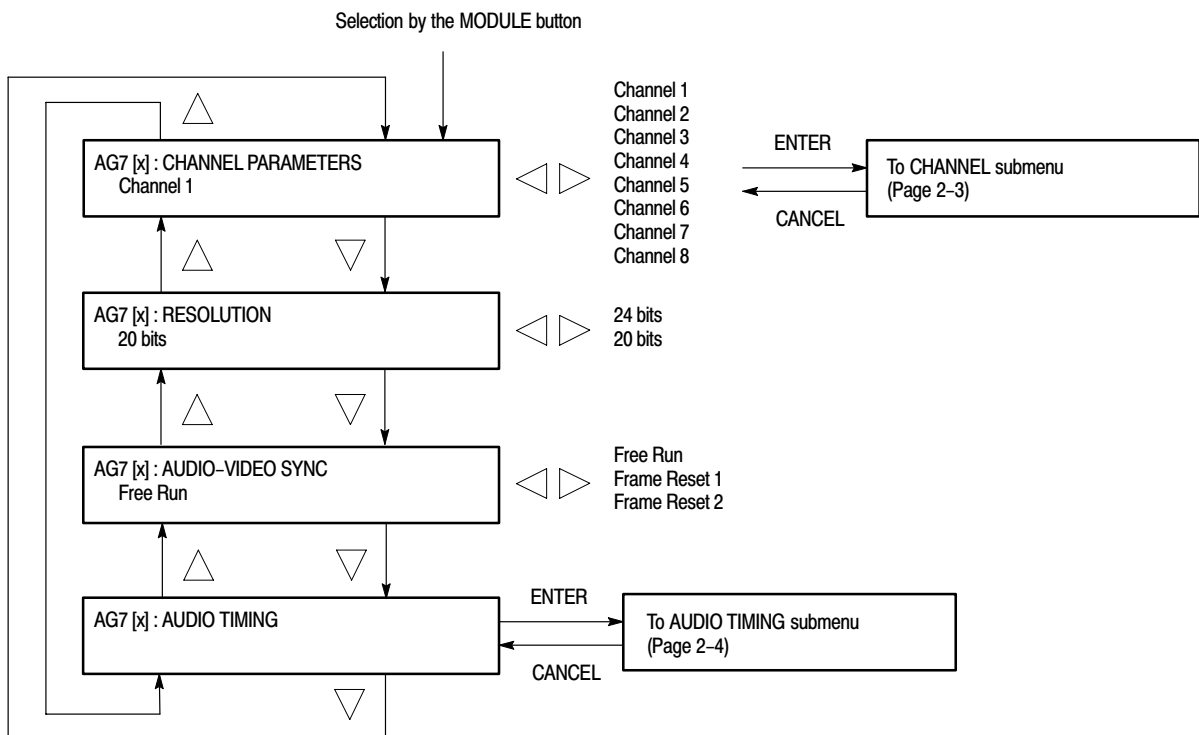 Selection by the MODULE button
AG7 [x] : CHANNEL PARAMETERS
Channel 1
Channel 1
Channel 2
Channel 3
Channel 4
Channel 5
Channel 6
Channel 7
Channel 8
ENTER
CANCEL
To CHANNEL submenu
(Page 2–3)
AG7 [x] : RESOLUTION
20 bits
24 bits
20 bits
AG7 [x] : AUDIO–VIDEO SYNC
Free Run
Free Run
Frame Reset 1
Frame Reset 2
AG7 [x] : AUDIO TIMING
ENTER
CANCEL
To AUDIO TIMING submenu
(Page 2–4)